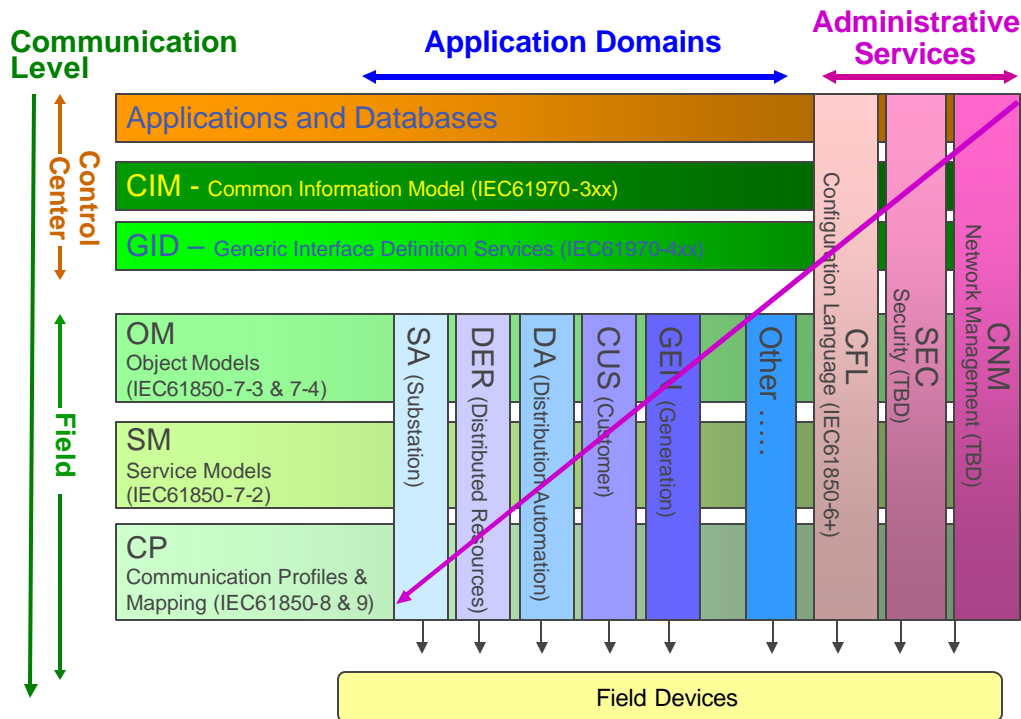 Communication
Level
Application Domains
Administrative
Services
Control
Center
Field
Applications and Databases
CIM - Common Information Model (IEC61970-3xx)
GID – Generic Interface Definition Services (IEC61970-4xx)
OM
Object Models
(IEC61850-7-3 & 7-4)
SM
Service Models
(IEC61850-7-2)
CP
Communication Profiles &
Mapping (IEC61850-8 & 9)
SA (Substation)
DER (Distributed Resources)
DA (Distribution Automation)
CUS (Customer)
GEN (Generation)
Other .....
CFL
Configuration Language (IEC61850-6+)
SEC
Security (TBD)
CNM
Network Management (TBD)
Field Devices